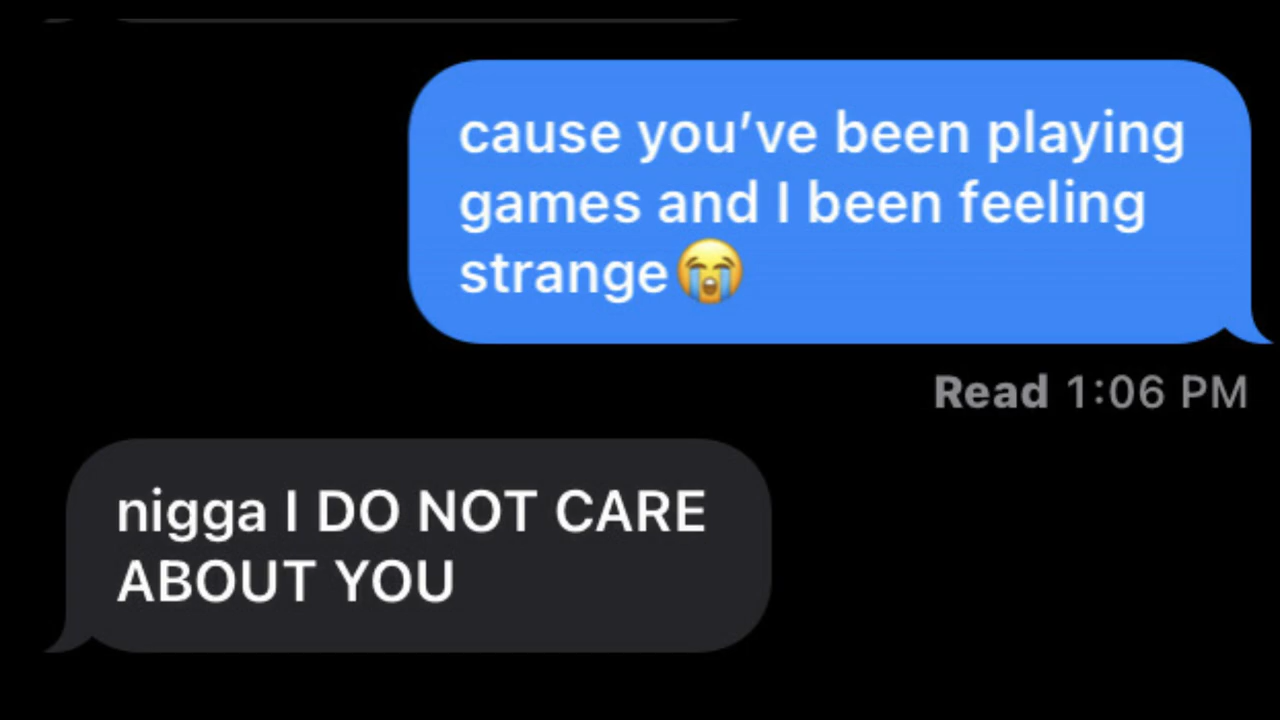 cause you’ve been playing
games and I been feeling
strange😭
Read 1:06 PM
nigga I DO NOT CARE
ABOUT YOU